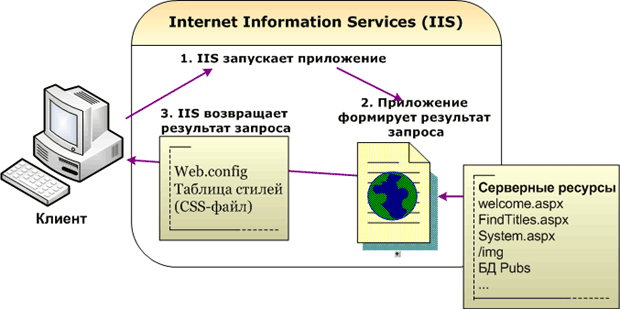 Internet Information Services (IIS)
1. IIS запускает приложение
3. IIS возвращает
результат запроса
2. Приложение
формирует результат
запроса
Web.config
Таблица стилей
(CSS-файл)
Клиент
Серверные ресурсы
welcome.aspx
FindTitles.aspx
System.aspx
/img
БД Pubs
...